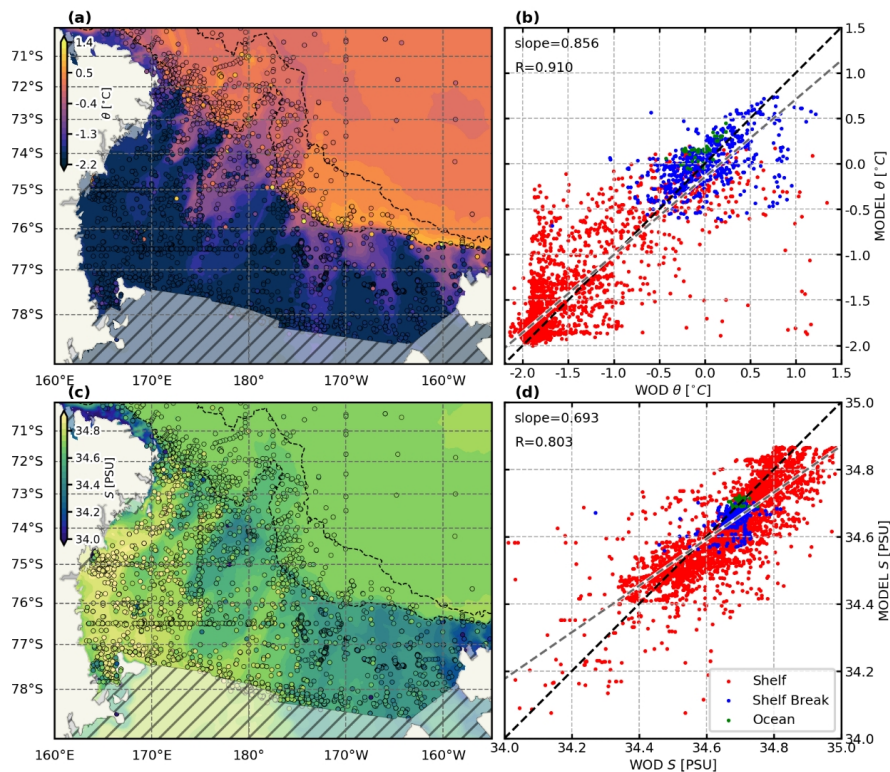 (a)
1.4
0.5
-0.4
-1.3
-2.2
θ [°C]
71°S
72°S
73°S
74°S
75°S
76°S
77°S
78°S
160°E
170°E
180°
170°W
160°W
(b)
slope=0.856
R=0.910
1.5
1.0
0.5
0.0
-0.5
-1.0
-1.5
-2.0
MODEL θ [°C]
-2.0
-1.5
-1.0
-0.5
0.0
0.5
1.0
1.5
WOD θ [°C]
(c)
34.8
34.6
34.4
34.2
34.0
S [PSU]
71°S
72°S
73°S
74°S
75°S
76°S
77°S
78°S
160°E
170°E
180°
170°W
160°W
(d)
slope=0.693
R=0.803
35.0
34.8
34.6
34.4
34.2
34.0
MODEL S [PSU]
Shelf
Shelf Break
Ocean
34.0
34.2
34.4
34.6
34.8
35.0
WOD S [PSU]